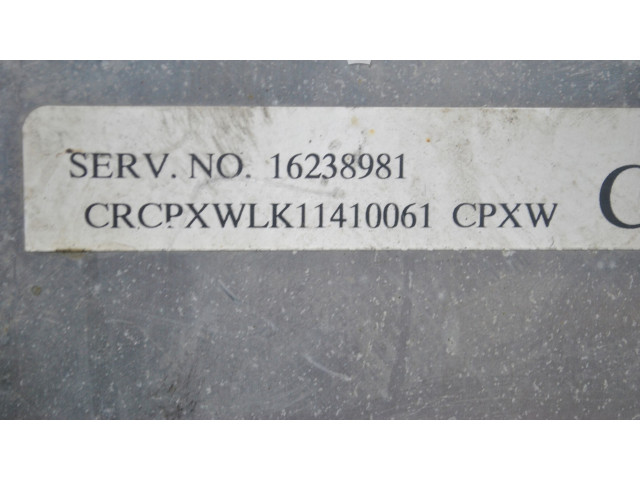 SERV. NO. 16238981
CRCPXWLK11410061 CPXW